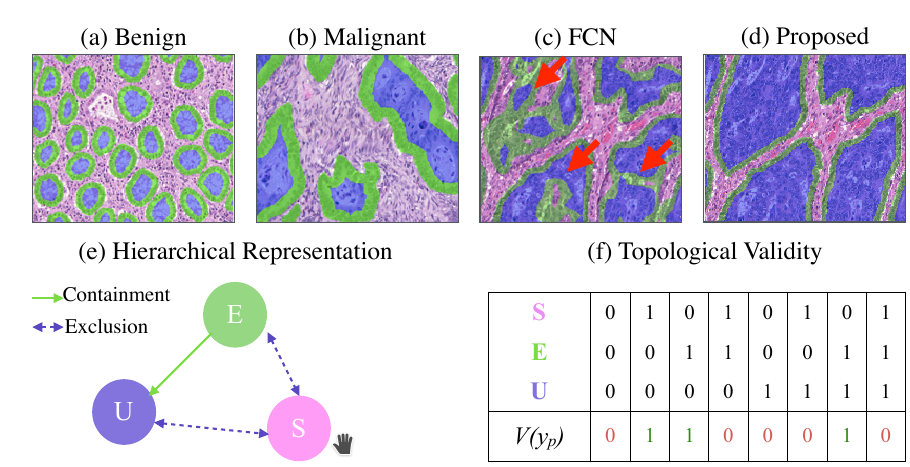 (a) Benign (b) Malignant (c) FCN (d) Proposed
(e) Hierarchical Representation (f) Topological Validity
Containment
Exclusion
E
U
S
S 0 1 0 1 0 1 0 1
E 0 0 1 1 0 0 1 1
U 0 0 0 0 1 1 1 1
V(yp) 0 1 1 0 0 0 1 0